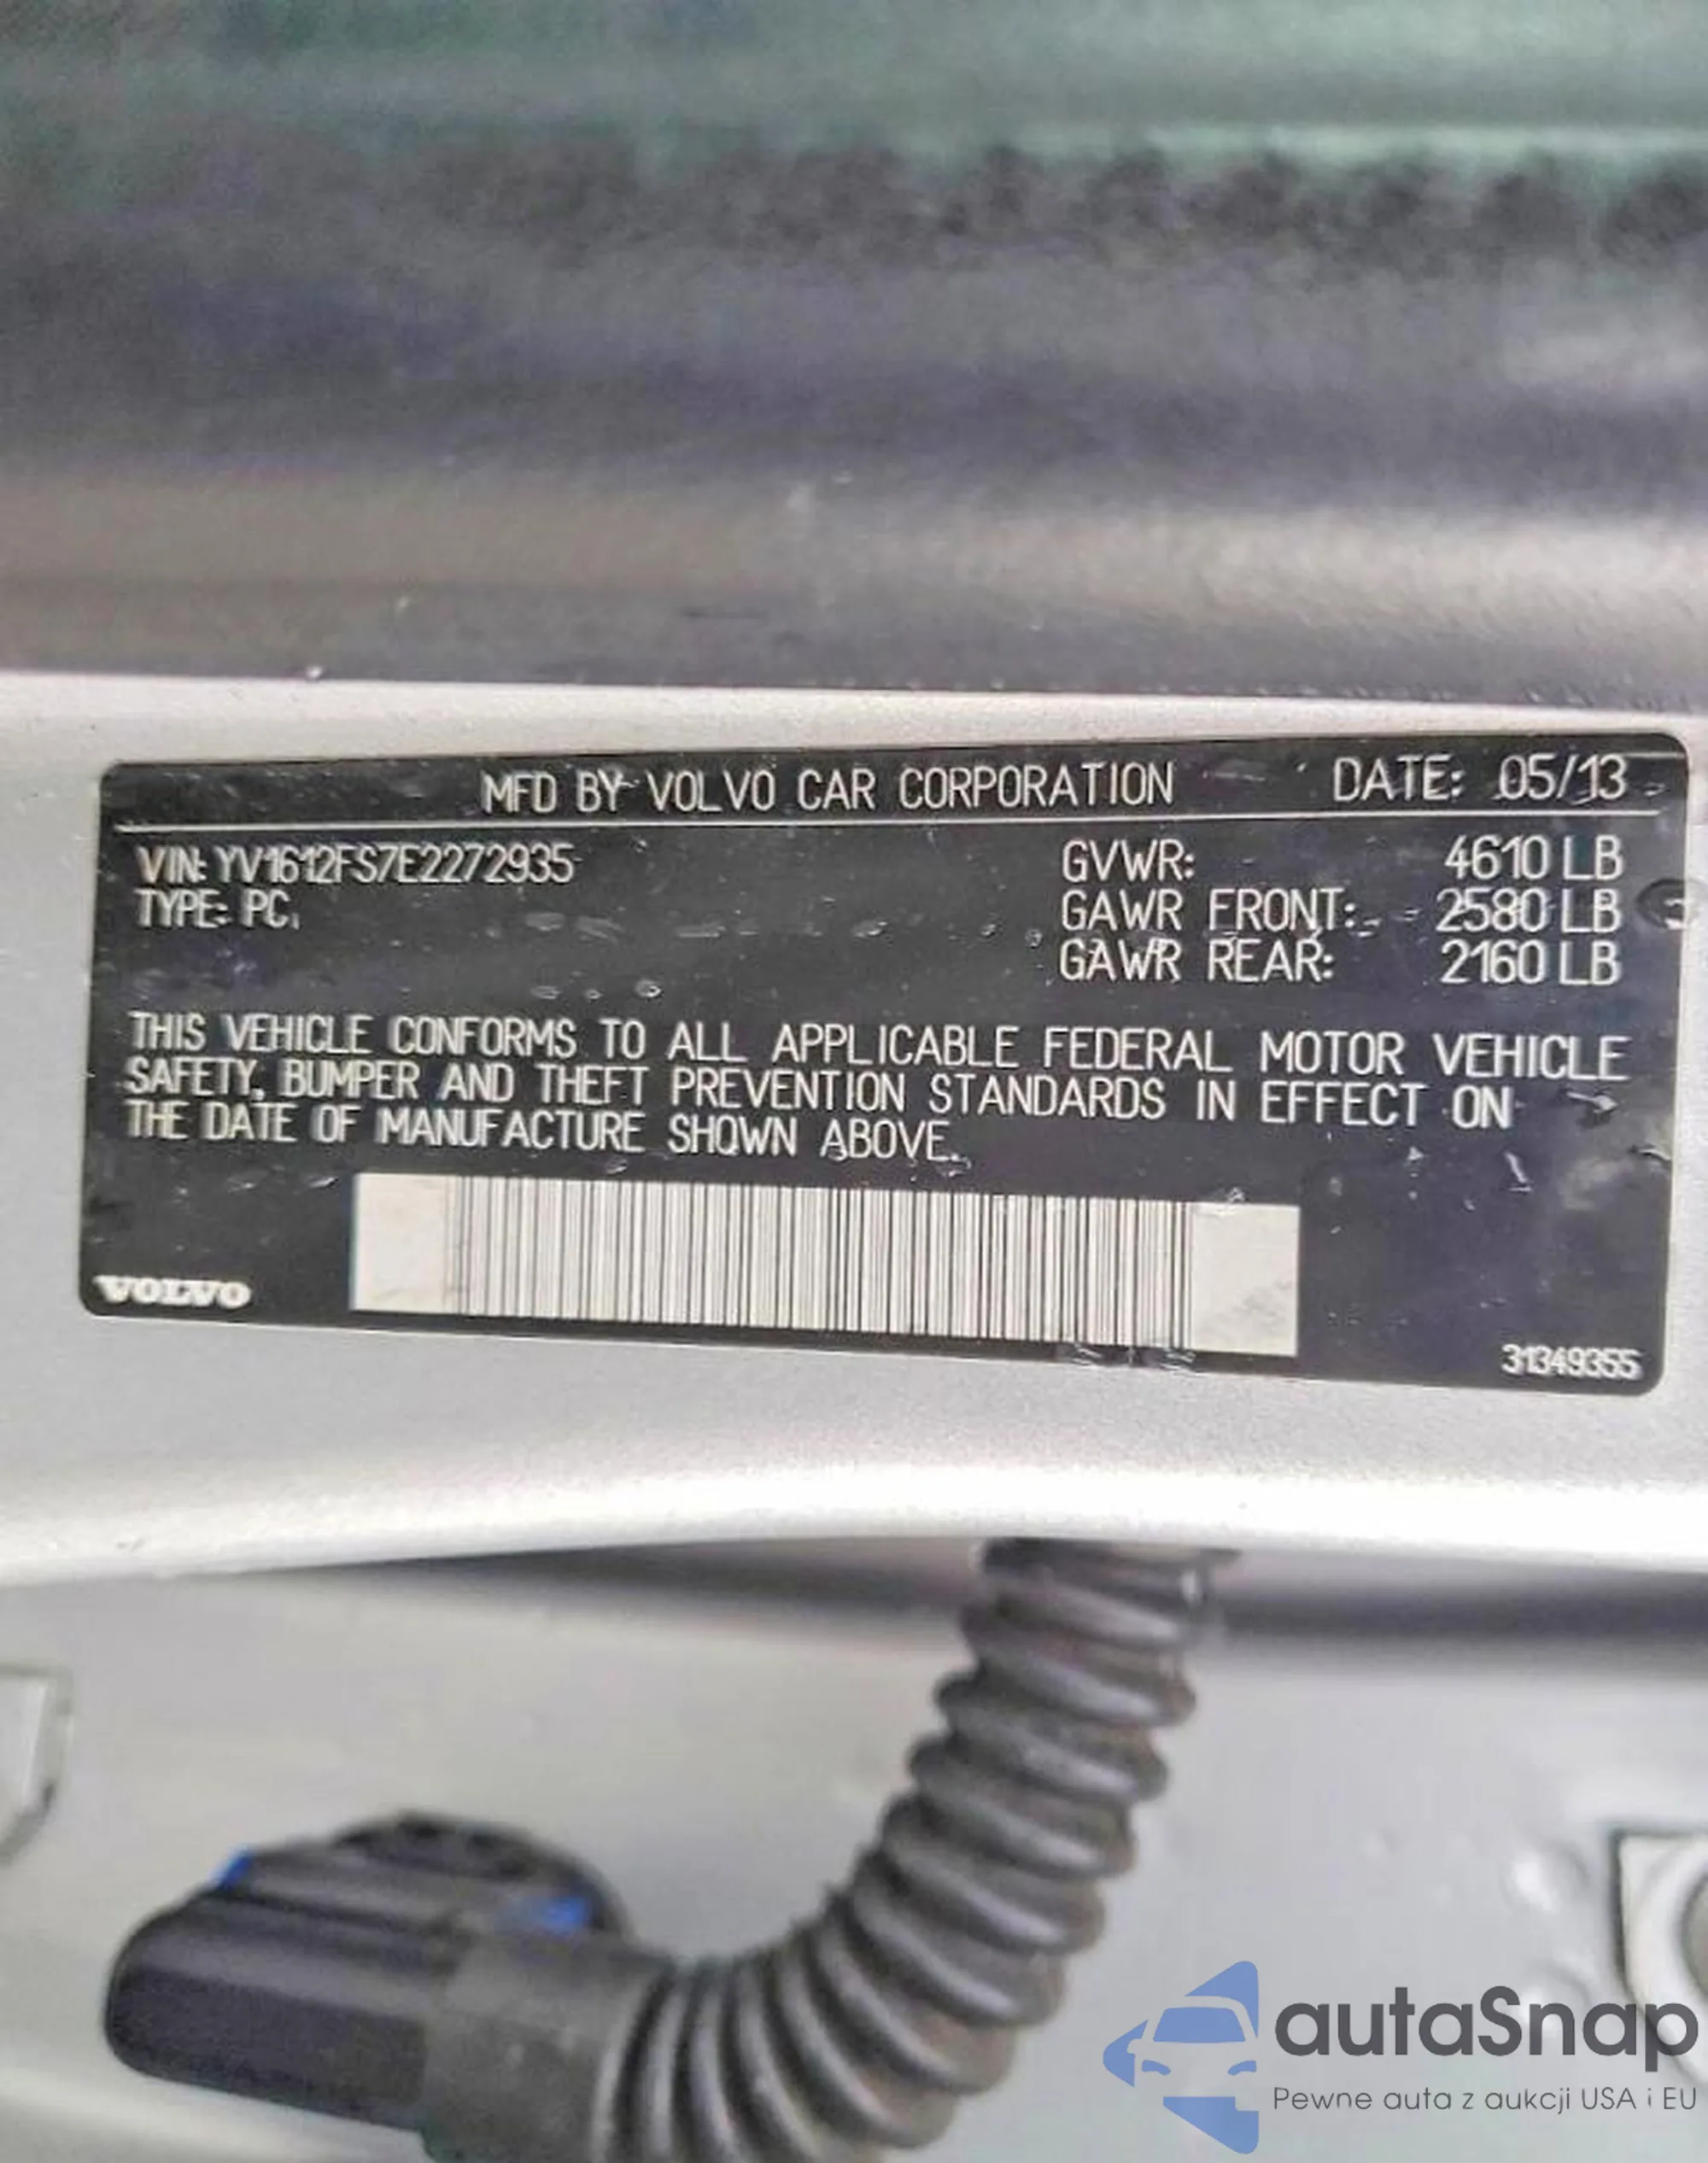 MFD BY VOLVO CAR CORPORATION DATE: 05/13
VIN: YV1612FS7E2272935 GVWR: 4610 LB
TYPE: PC GAWR FRONT: 2580 LB
GAWR REAR: 2160 LB
THIS VEHICLE CONFORMS TO ALL APPLICABLE FEDERAL MOTOR VEHICLE
SAFETY, BUMPER AND THEFT PREVENTION STANDARDS IN EFFECT ON
THE DATE OF MANUFACTURE SHOWN ABOVE.
VOLVO
31349355
autaSnap
Pewne auta z aukcji USA i EU